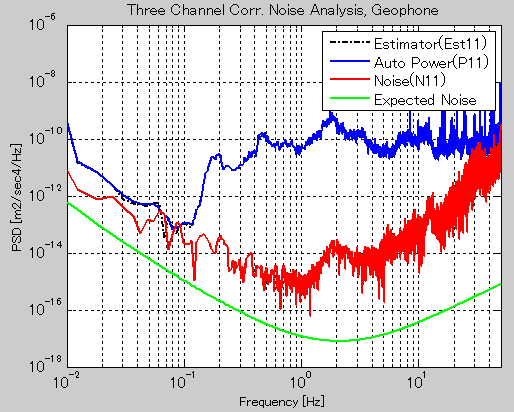 Three Channel Corr. Noise Analysis, Geophone
Estimator(Est11)
Auto Power(P11)
Noise(N11)
Expected Noise
PSD [m2/sec4/Hz]
10^-6
10^-8
10^-10
10^-12
10^-14
10^-16
10^-18
10^-2 10^-1 10^0 10^1
Frequency [Hz]